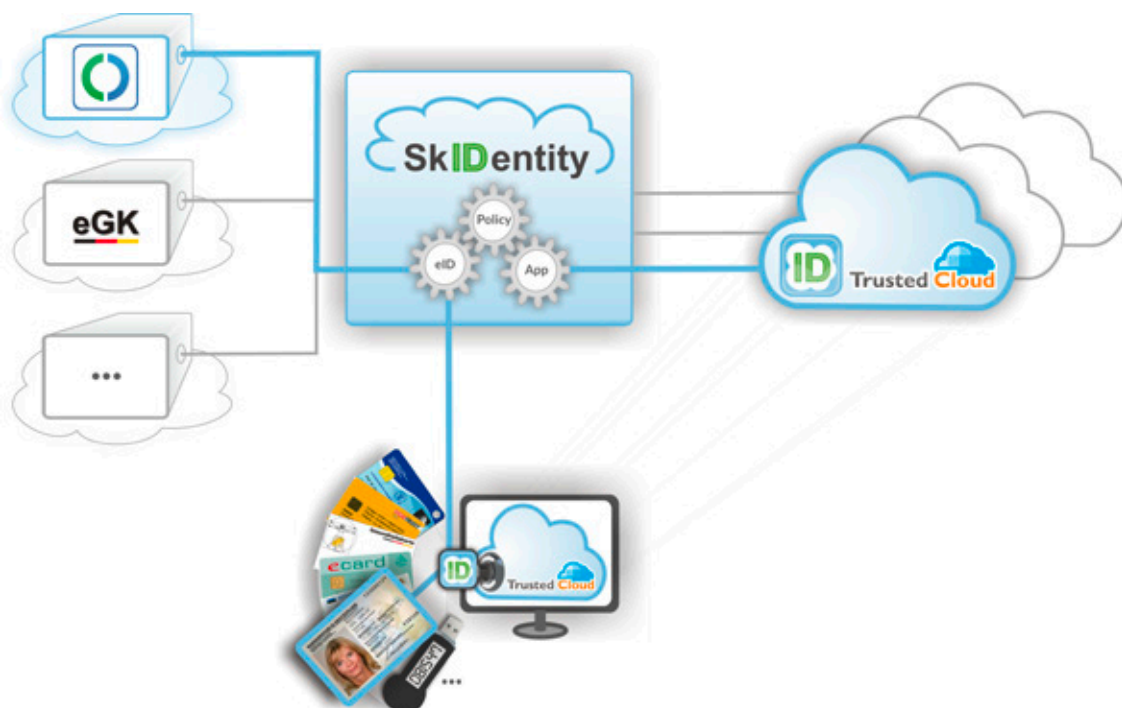 SkIDentity
eGK
Policy
eID
App
ID
Trusted Cloud
...
ecard
ID
Trusted Cloud
...